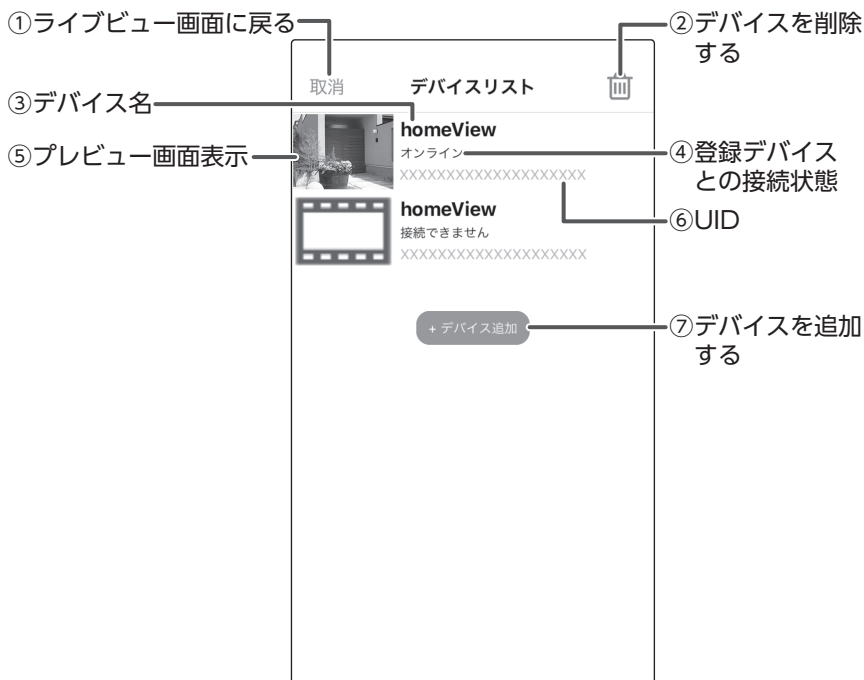 ①ライブビュー画面に戻る
②デバイスを削除
する
取消
デバイスリスト
③デバイス名
homeView
⑤プレビュー画面表示
オンライン
④登録デバイス
との接続状態
XXXXXXXXXXXXXXXXXXXX
homeView
⑥UID
接続できません
XXXXXXXXXXXXXXXXXXXX
+ デバイス追加
⑦デバイスを追加
する